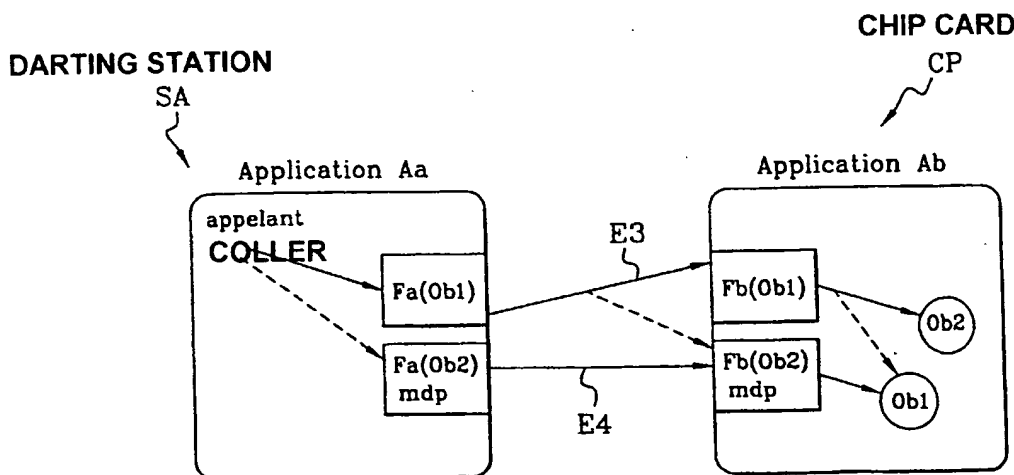 CHIP CARD
CP
DARTING STATION
SA
Application Aa
Application Ab
appelant
COLLER
E3
Fa(Ob1)
Fb(Ob1)
Ob2
Fa(Ob2)
mdp
Fb(Ob2)
mdp
Ob1
E4